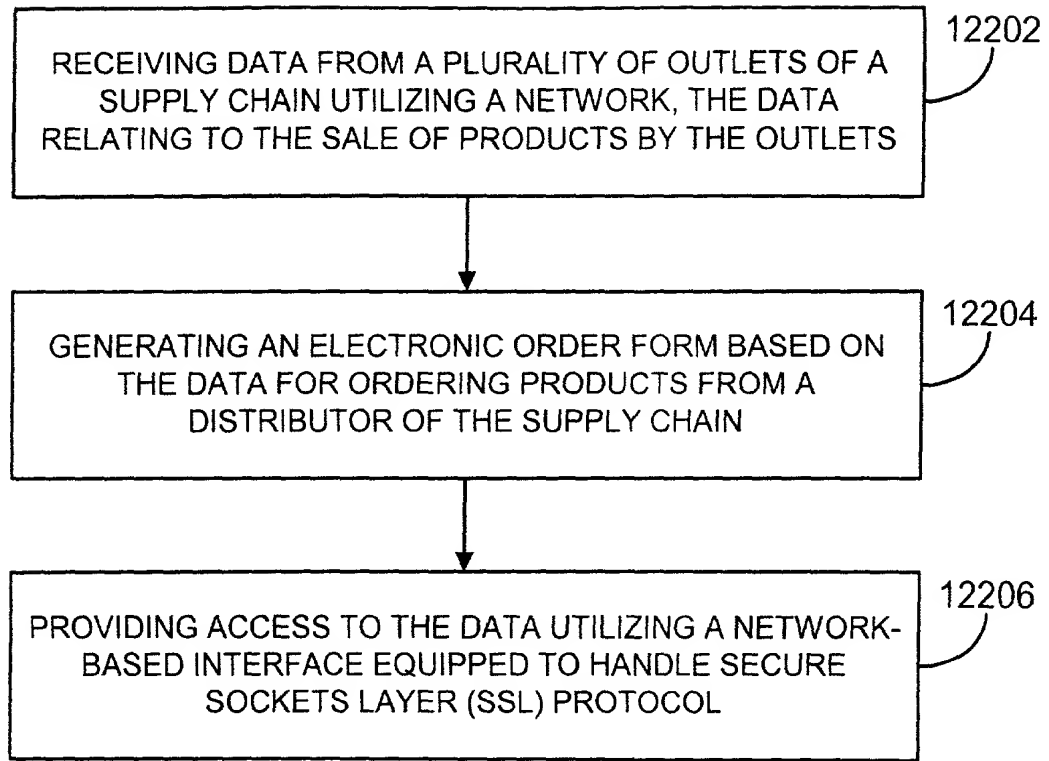 12202
RECEIVING DATA FROM A PLURALITY OF OUTLETS OF A
SUPPLY CHAIN UTILIZING A NETWORK, THE DATA
RELATING TO THE SALE OF PRODUCTS BY THE OUTLETS
12204
GENERATING AN ELECTRONIC ORDER FORM BASED ON
THE DATA FOR ORDERING PRODUCTS FROM A
DISTRIBUTOR OF THE SUPPLY CHAIN
12206
PROVIDING ACCESS TO THE DATA UTILIZING A NETWORK-
BASED INTERFACE EQUIPPED TO HANDLE SECURE
SOCKETS LAYER (SSL) PROTOCOL